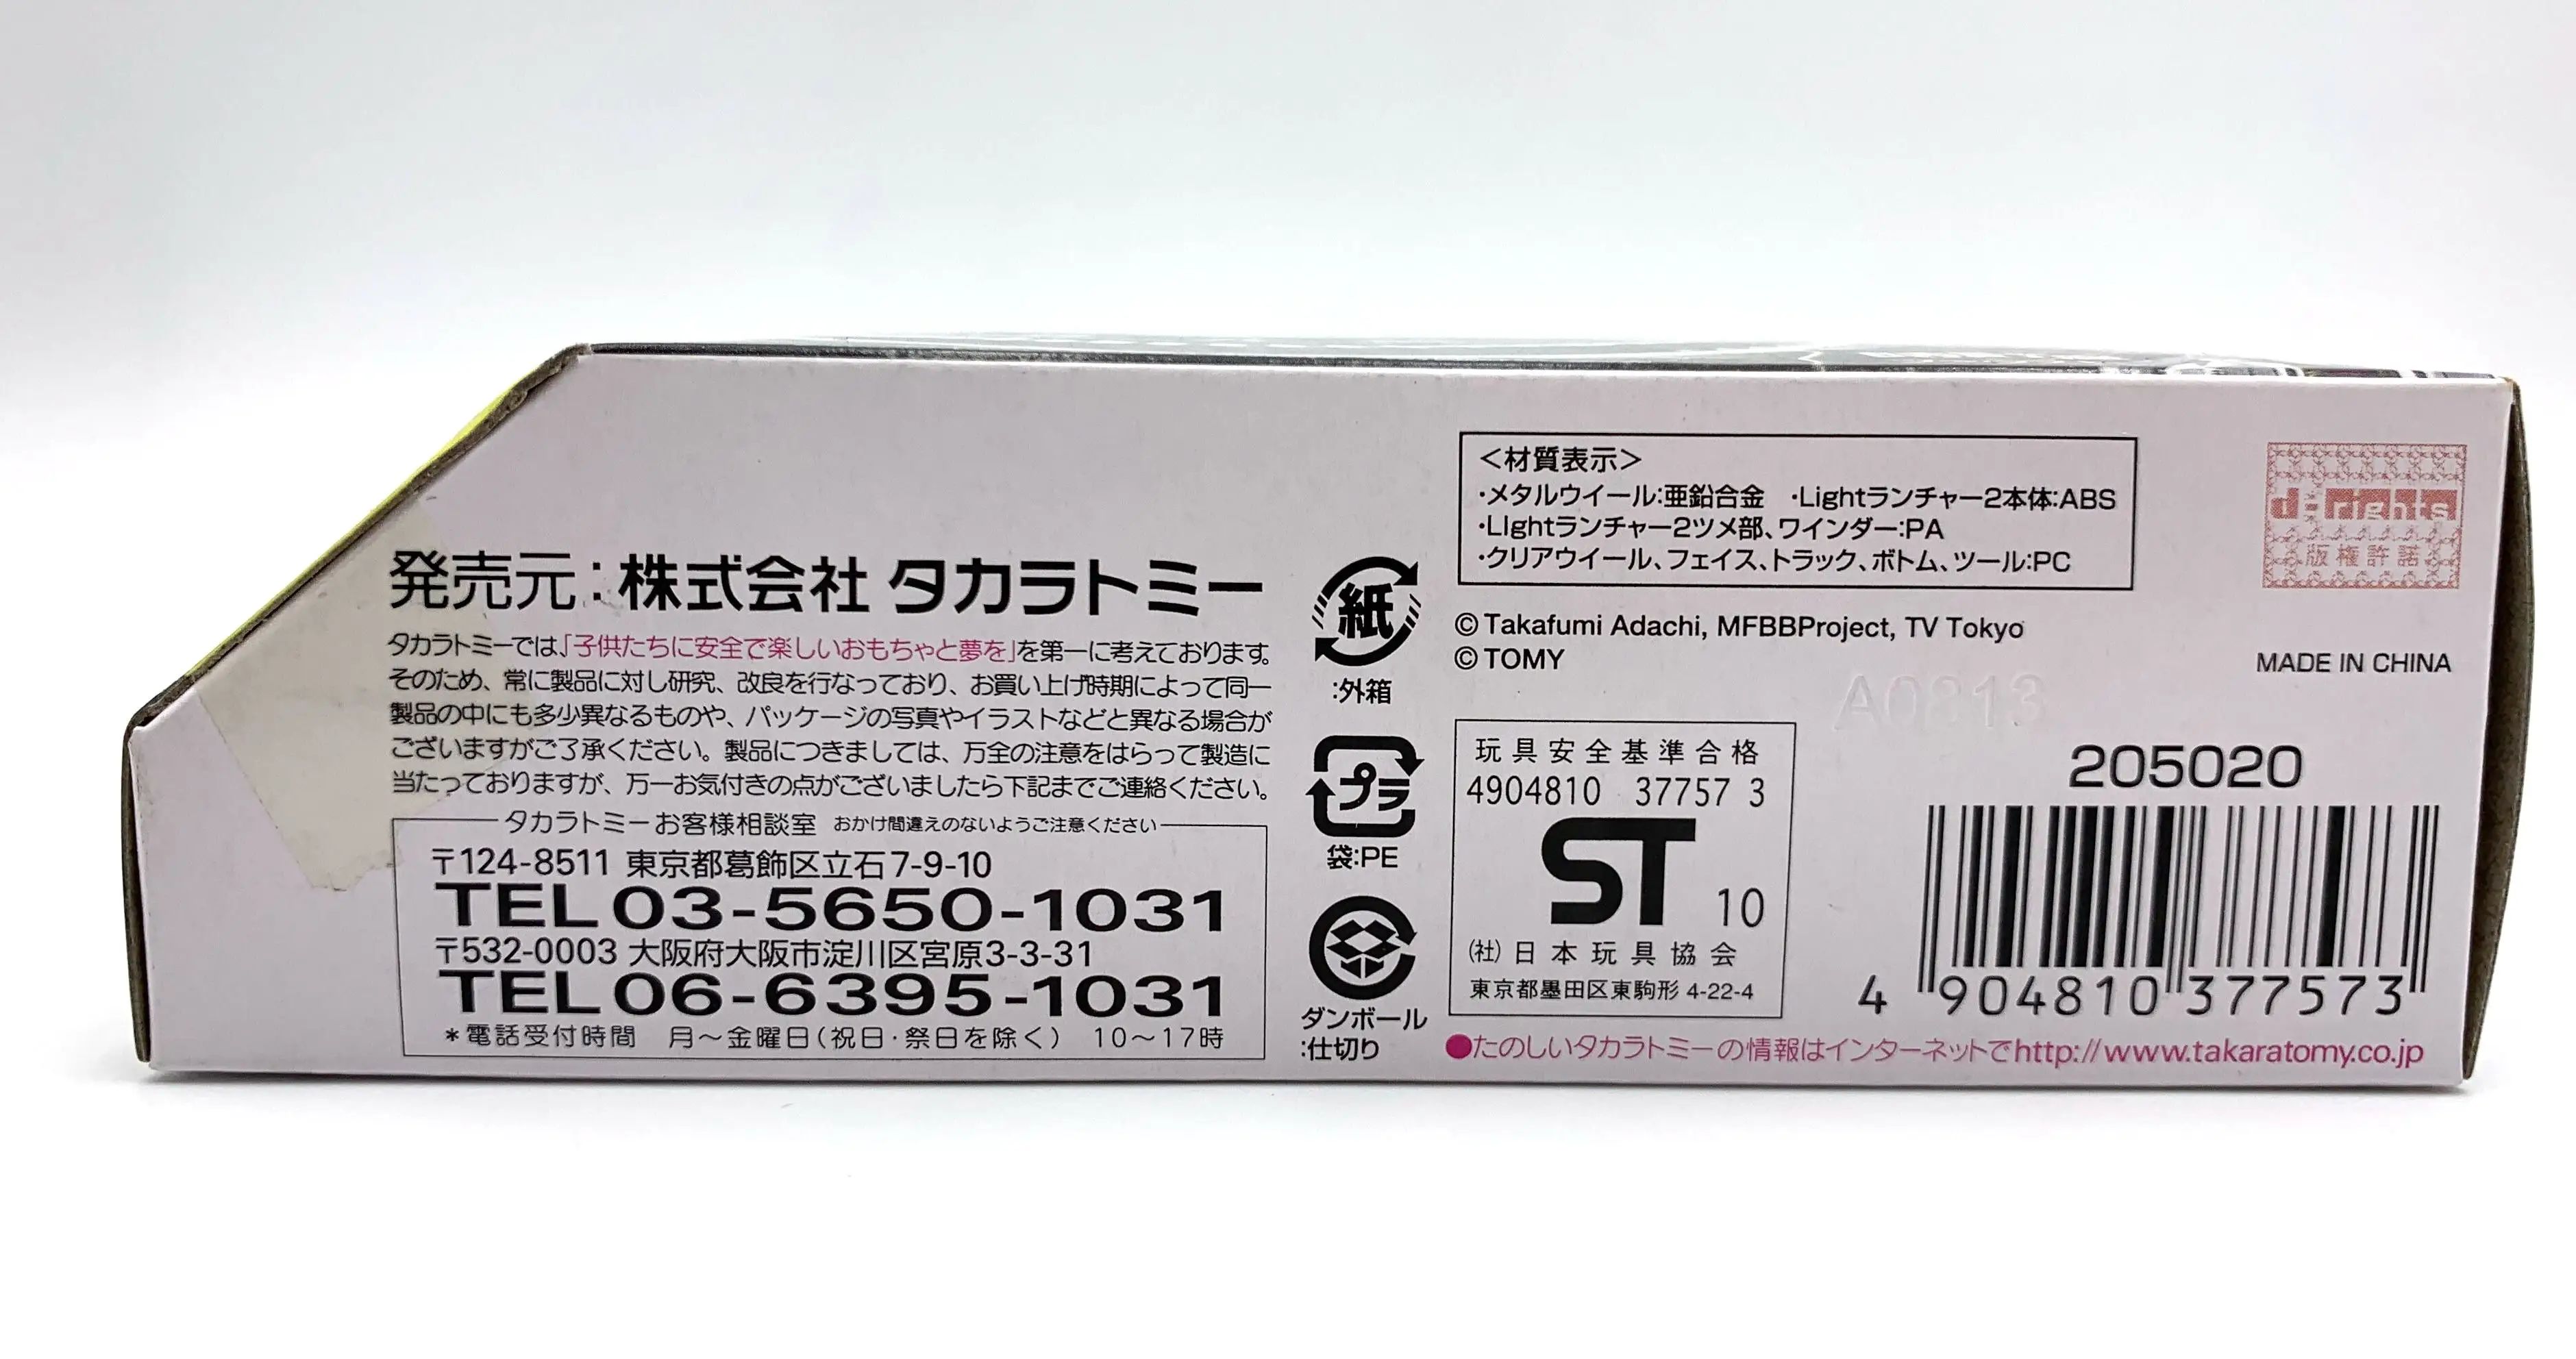 発売元:株式会社 タカラトミー
タカラトミーでは、「子供たちに安全で楽しいおもちゃと夢を」を第一に考えております。
そのため、常に製品に対し研究、改良を行なっており、お買い上げ時期によって同一
製品の中にも多少異なるものや、パッケージの写真やイラストなどと異なる場合が
ございますがご了承ください。製品につきましては、万全の注意をはらって製造に
当たっておりますが、万一お気付きの点がございましたら下記までご連絡ください。
タカラトミーお客様相談室 おかけ間違えのないようご注意ください
〒124-8511 東京都葛飾区立石7-9-10
TEL03-5650-1031
〒532-0003 大阪府大阪市淀川区宮原3-3-31
TEL06-6395-1031
*電話受付時間 月〜金曜日(祝日・祭日を除く) 10〜17時
紙
:外箱
プラ
袋:PE
ダンボール
:仕切り
<材質表示>
・メタルウイール:亜鉛合金 ・Lightランチャー2本体:ABS
・LIghtランチャー2ツメ部、ワインダー:PA
・クリアウイール、フェイス、トラック、ボトム、ツール:PC
© Takafumi Adachi, MFBBProject, TV Tokyo
© TOMY
玩具安全基準合格
4904810 37757 3
ST 10
(社)日本玩具協会
東京都墨田区東駒形 4-22-4
d-rights
版権許諾
MADE IN CHINA
A0813
205020
4 904810 377573
●たのしいタカラトミーの情報はインターネットでhttp://www.takaratomy.co.jp